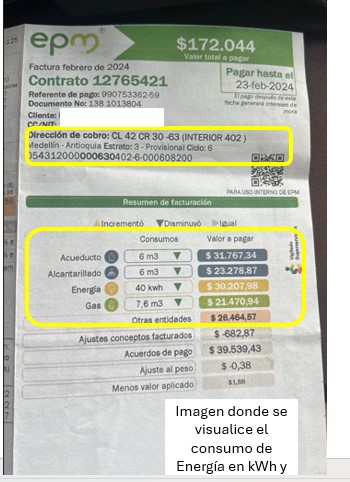 epm
$172.044
Valor total a pagar
Factura febrero de 2024
Contrato 12765421
Pagar hasta el
23-feb-2024
El pago después de esta
fecha generará intereses de
mora
Referente de pago: 990753362-59
Documento No: 138 1013804
Cliente:
CC/NIT:
Dirección de cobro: CL 42 CR 30 -63 (INTERIOR 402 )
Medellín - Antioquia Estrato: 3 - Provisional Ciclo: 6
0543120000000630402-6-000608200
PARA USO INTERNO DE EPM
Resumen de facturación
Incrementó Disminuyó Igual
Consumos Valor a pagar
Acueducto 6 m3 $ 31.767,34
Alcantarillado 6 m3 $ 23.278,87
Energía 40 kwh $ 30.207,98
Gas 7,6 m3 $ 21.470,94
Otras entidades $ 26.464,57
Ajustes conceptos facturados $ -682,87
Acuerdos de pago $ 39.539,43
Ajuste al peso $ -0,38
Menos valor aplicado $1,88
Imagen donde se
visualice el
consumo de
Energía en kWh y